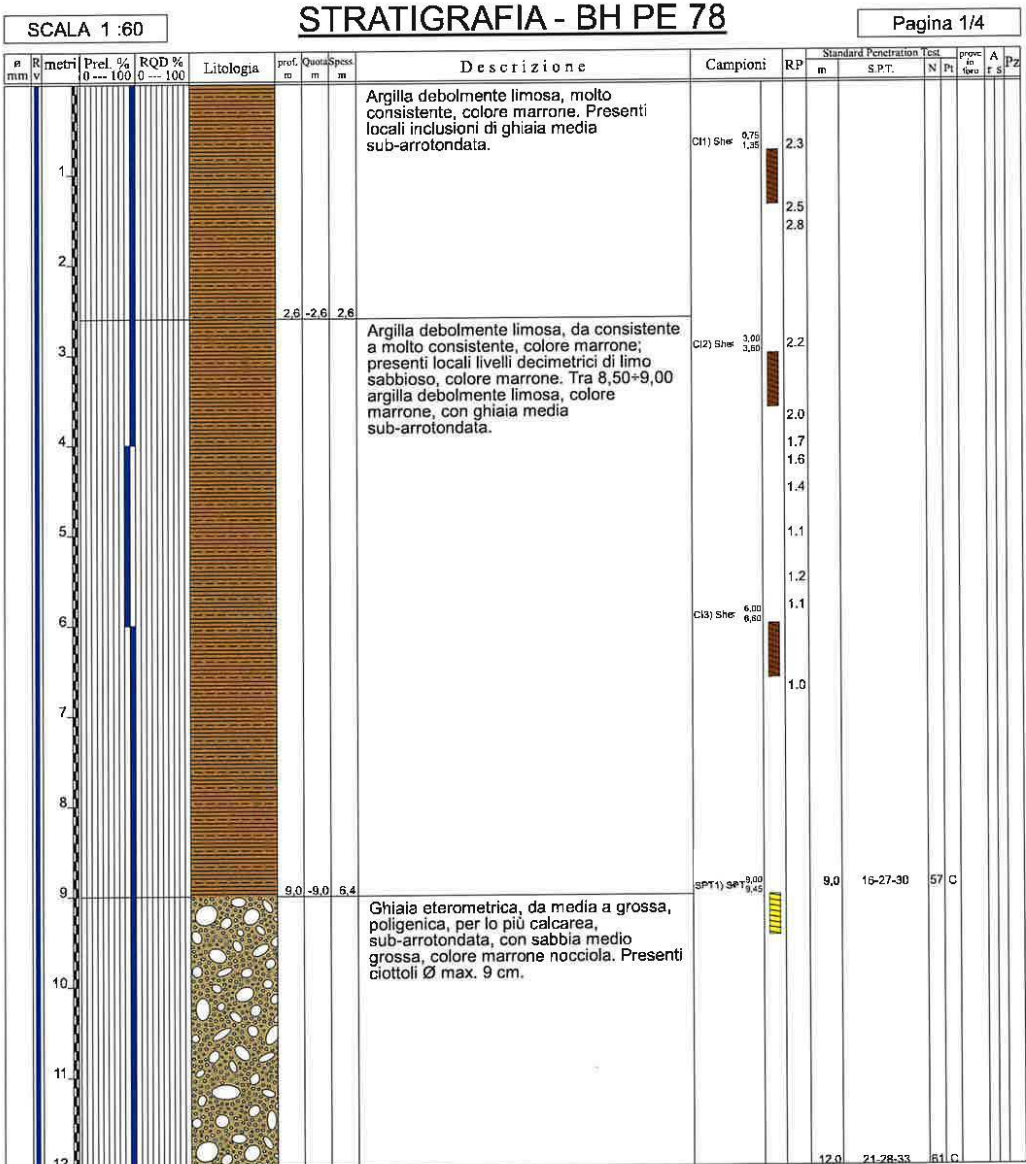 SCALA 1 :60
STRATIGRAFIA - BH PE 78
Pagina 1/4
ø mm
R v
metri
Prel. % 0 --- 100
RQD % 0 --- 100
Litologia
prof. m
Quota m
Spess. m
Descrizione
Campioni
RP
Standard Penetration Test
m
S.P.T.
N
Pt
prove in foro
A r s
Pz
Argilla debolmente limosa, molto
consistente, colore marrone. Presenti
locali inclusioni di ghiaia media
sub-arrotondata.
CI1) She 0,75 1,35
2.3
1
2.5
2.8
2
2,6 -2,6 2,6
Argilla debolmente limosa, da consistente
a molto consistente, colore marrone;
presenti locali livelli decimetrici di limo
sabbioso, colore marrone. Tra 8,50÷9,00
argilla debolmente limosa, colore
marrone, con ghiaia media
sub-arrotondata.
CI2) She 3,00 3,60
2.2
3
2.0
4
1.7
1.6
1.4
5
1.1
1.2
1.1
CI3) She 6,00 6,60
6
1.0
7
8
9
9,0 -9,0 6,4
SPT1) SPT 9,00 9,45
9,0 16-27-30 57 C
Ghiaia eterometrica, da media a grossa,
poligenica, per lo più calcarea,
sub-arrotondata, con sabbia medio
grossa, colore marrone nocciola. Presenti
ciottoli Ø max. 9 cm.
10
11
12
12,0 21-28-33 61 C